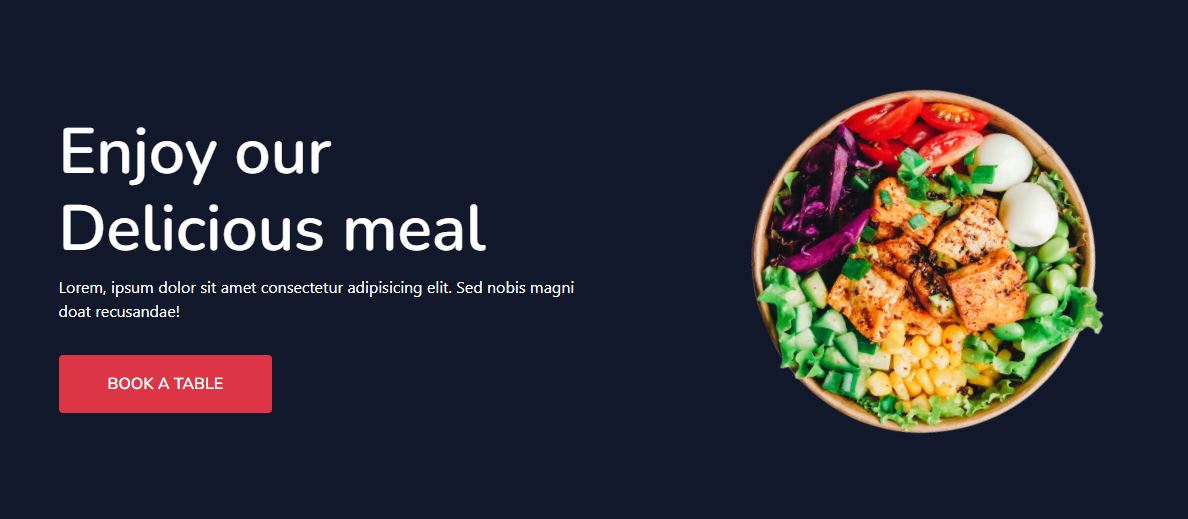 Enjoy our
Delicious meal
Lorem, ipsum dolor sit amet consectetur adipisicing elit. Sed nobis magni
doat recusandae!
BOOK A TABLE